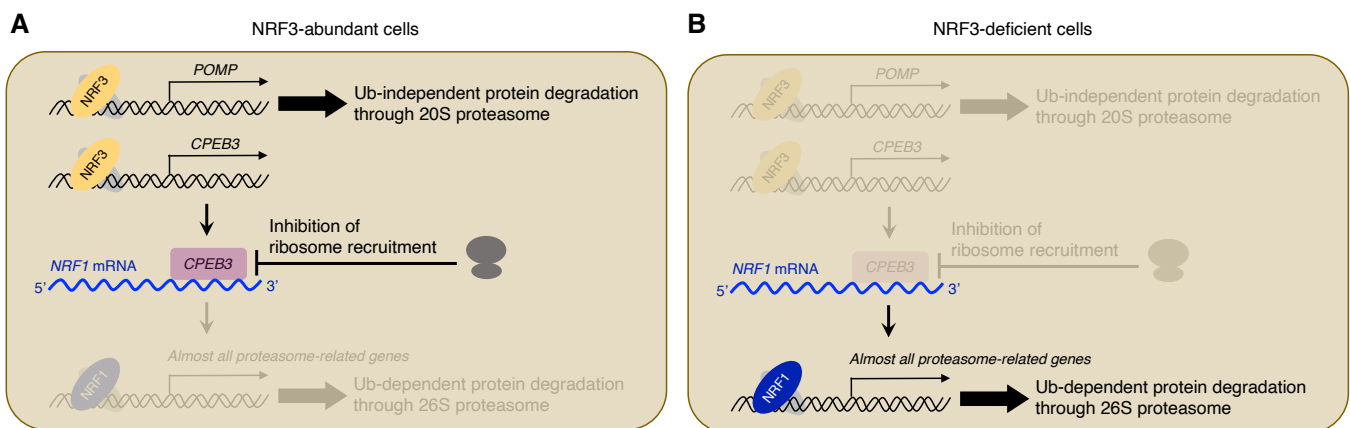 A
NRF3-abundant cells
NRF3
POMP
Ub-independent protein degradation
through 20S proteasome
NRF3
CPEB3
Inhibition of
ribosome recruitment
NRF1 mRNA
CPEB3
5’
3’
Almost all proteasome-related genes
NRF1
Ub-dependent protein degradation
through 26S proteasome
B
NRF3-deficient cells
NRF3
POMP
Ub-independent protein degradation
through 20S proteasome
NRF3
CPEB3
Inhibition of
ribosome recruitment
NRF1 mRNA
CPEB3
5’
3’
Almost all proteasome-related genes
NRF1
Ub-dependent protein degradation
through 26S proteasome